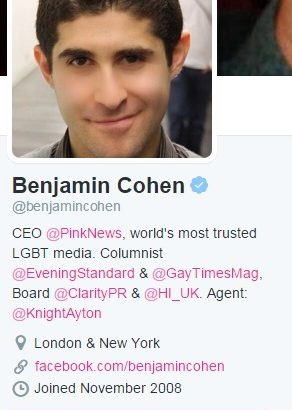 Benjamin Cohen
@benjamincohen
CEO @PinkNews, world's most trusted
LGBT media. Columnist
@EveningStandard & @GayTimesMag,
Board @ClarityPR & @HI_UK. Agent:
@KnightAyton
London & New York
facebook.com/benjamincohen
Joined November 2008